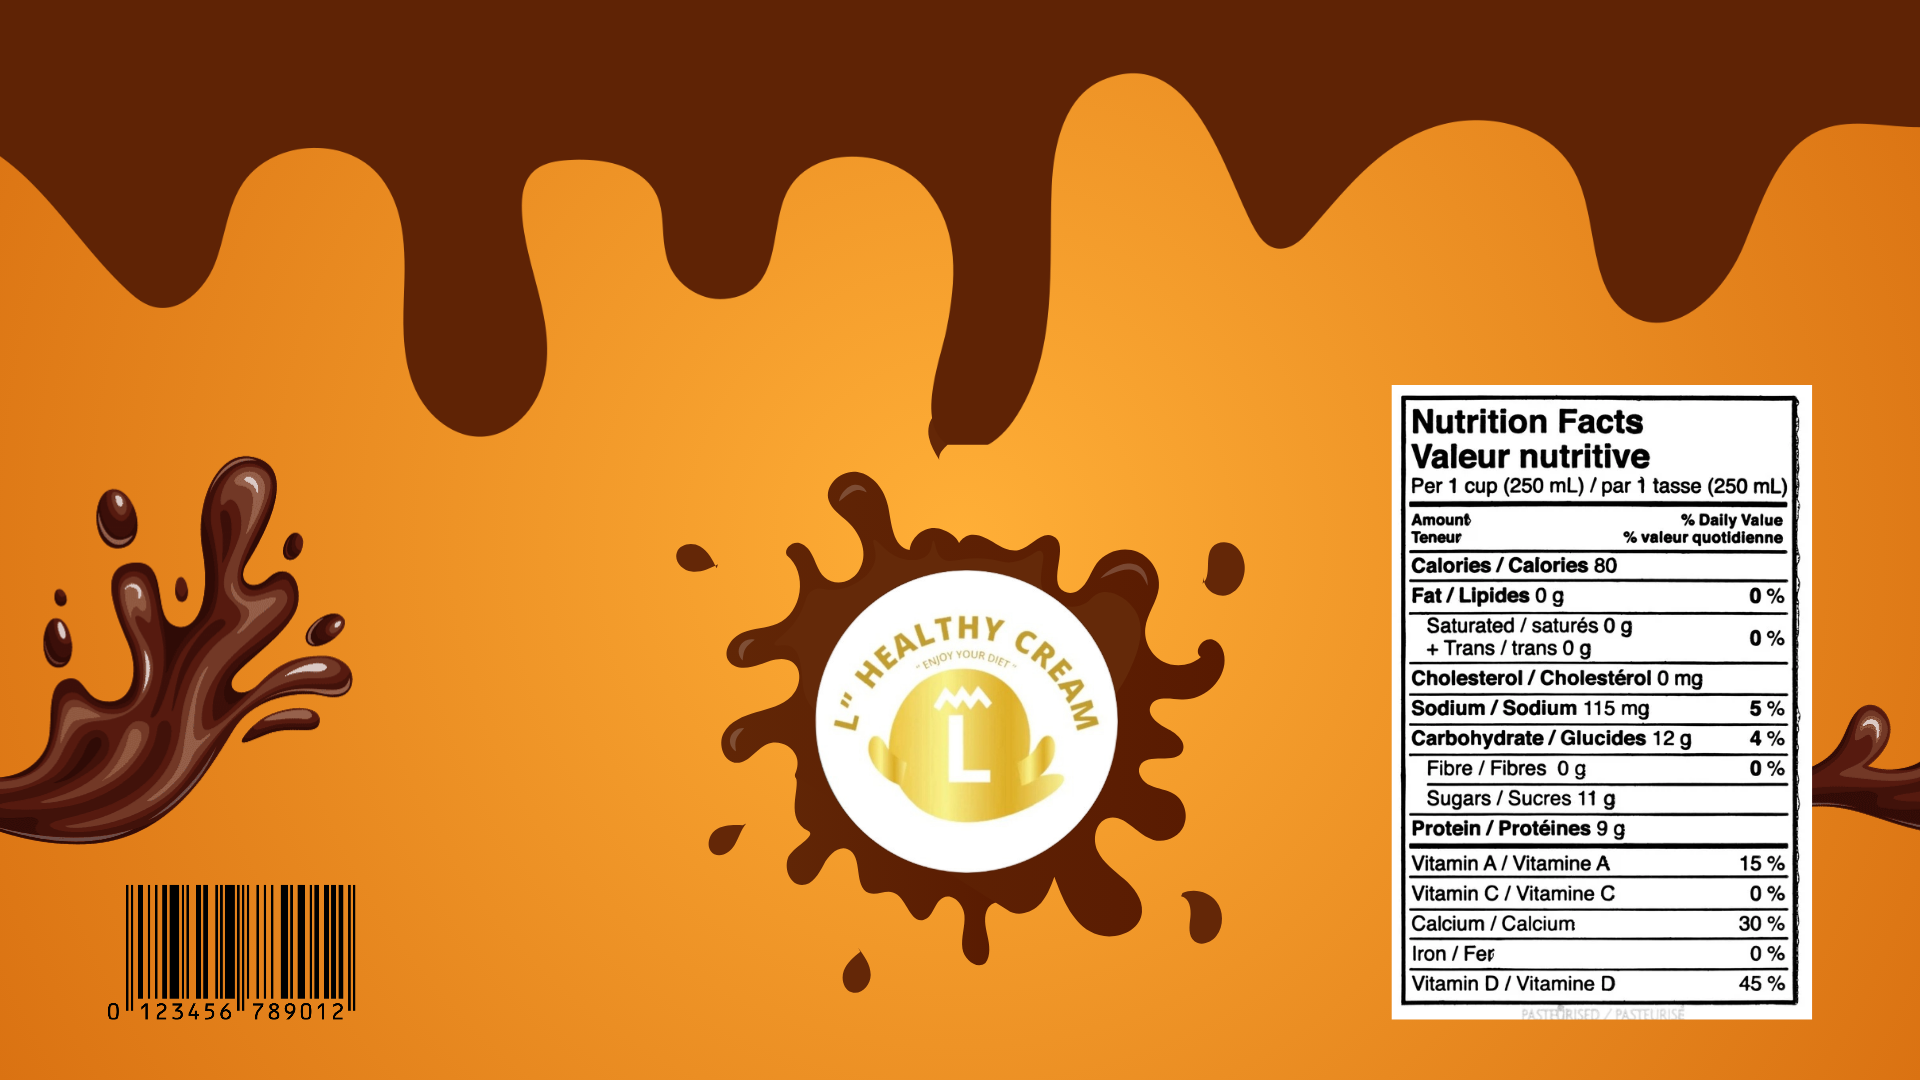 L" HEALTHY CREAM
- ENJOY YOUR DIET -
L
0 123456 789012
Nutrition Facts
Valeur nutritive
Per 1 cup (250 mL) / par 1 tasse (250 mL)
Amount % Daily Value
Teneur % valeur quotidienne
Calories / Calories 80
Fat / Lipides 0 g 0 %
Saturated / saturés 0 g
+ Trans / trans 0 g 0 %
Cholesterol / Cholestérol 0 mg
Sodium / Sodium 115 mg 5 %
Carbohydrate / Glucides 12 g 4 %
Fibre / Fibres 0 g 0 %
Sugars / Sucres 11 g
Protein / Protéines 9 g
Vitamin A / Vitamine A 15 %
Vitamin C / Vitamine C 0 %
Calcium / Calcium 30 %
Iron / Fer 0 %
Vitamin D / Vitamine D 45 %
PASTEURISED / PASTEURISÉ